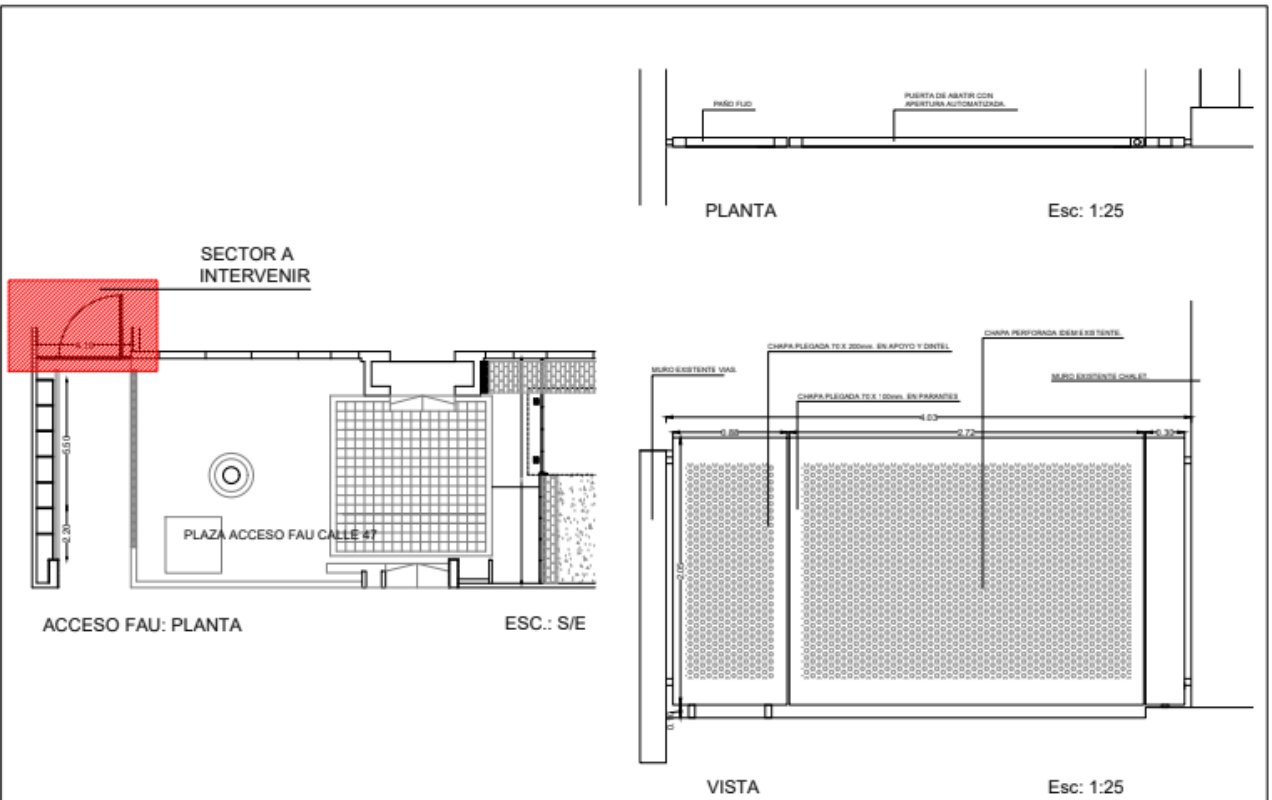 PAÑO FIJO
PUERTA DE ABATIR CON
APERTURA AUTOMATIZADA.
PLANTA
Esc: 1:25
SECTOR A
INTERVENIR
4.10
5.50
2.20
PLAZA ACCESO FAU CALLE 47
ACCESO FAU: PLANTA
ESC.: S/E
CHAPA PERFORADA IDEM EXISTENTE.
CHAPA PLEGADA 70 X 200mm. EN APOYO Y DINTEL
MURO EXISTENTE VIAS.
MURO EXISTENTE CHALET.
CHAPA PLEGADA 70 X 100mm. EN PARANTES
4.03
0.88
2.72
0.30
2.05
VISTA
Esc: 1:25